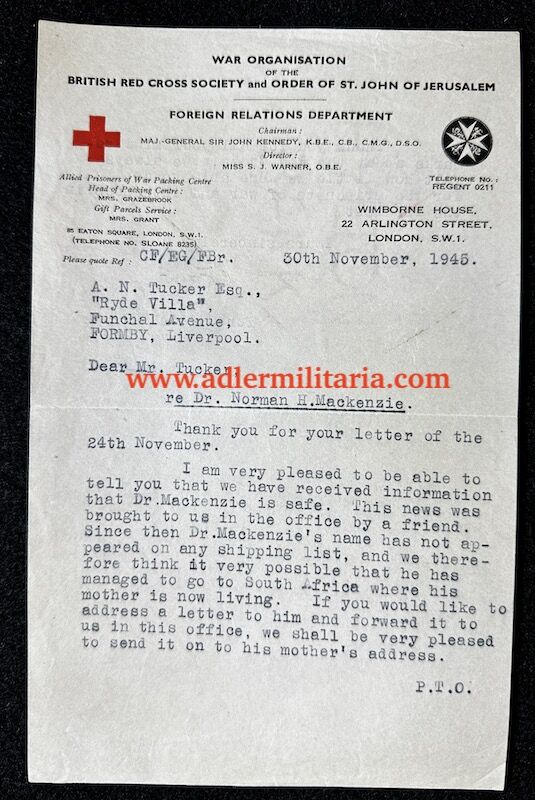 WAR ORGANISATION
OF THE
BRITISH RED CROSS SOCIETY and ORDER OF ST. JOHN OF JERUSALEM
FOREIGN RELATIONS DEPARTMENT
Chairman :
MAJ.-GENERAL SIR JOHN KENNEDY, K.B.E., C.B., C.M.G., D.S.O.
Director :
MISS S. J. WARNER, O.B.E.
Allied Prisoners of War Packing Centre
Head of Packing Centre :
MRS. GRAZEBROOK
Gift Parcels Service :
MRS. GRANT
85 EATON SQUARE, LONDON, S.W.1.
(TELEPHONE NO. SLOANE 8235)
TELEPHONE NO. :
REGENT 0211
WIMBORNE HOUSE,
22 ARLINGTON STREET,
LONDON, S.W.1.
Please quote Ref : CF/EG/FBr.
30th November, 1945.
A. N. Tucker Esq.,
"Ryde Villa",
Funchal Avenue,
FORMBY, Liverpool.
Dear Mr. Tucker
www.adlermilitaria.com
re Dr. Norman H.Mackenzie.
Thank you for your letter of the
24th November.
I am very pleased to be able to
tell you that we have received information
that Dr.Mackenzie is safe. This news was
brought to us in the office by a friend.
Since then Dr.Mackenzie's name has not ap-
peared on any shipping list, and we there-
fore think it very possible that he has
managed to go to South Africa where his
mother is now living. If you would like to
address a letter to him and forward it to
us in this office, we shall be very pleased
to send it on to his mother's address.
P.T.O.